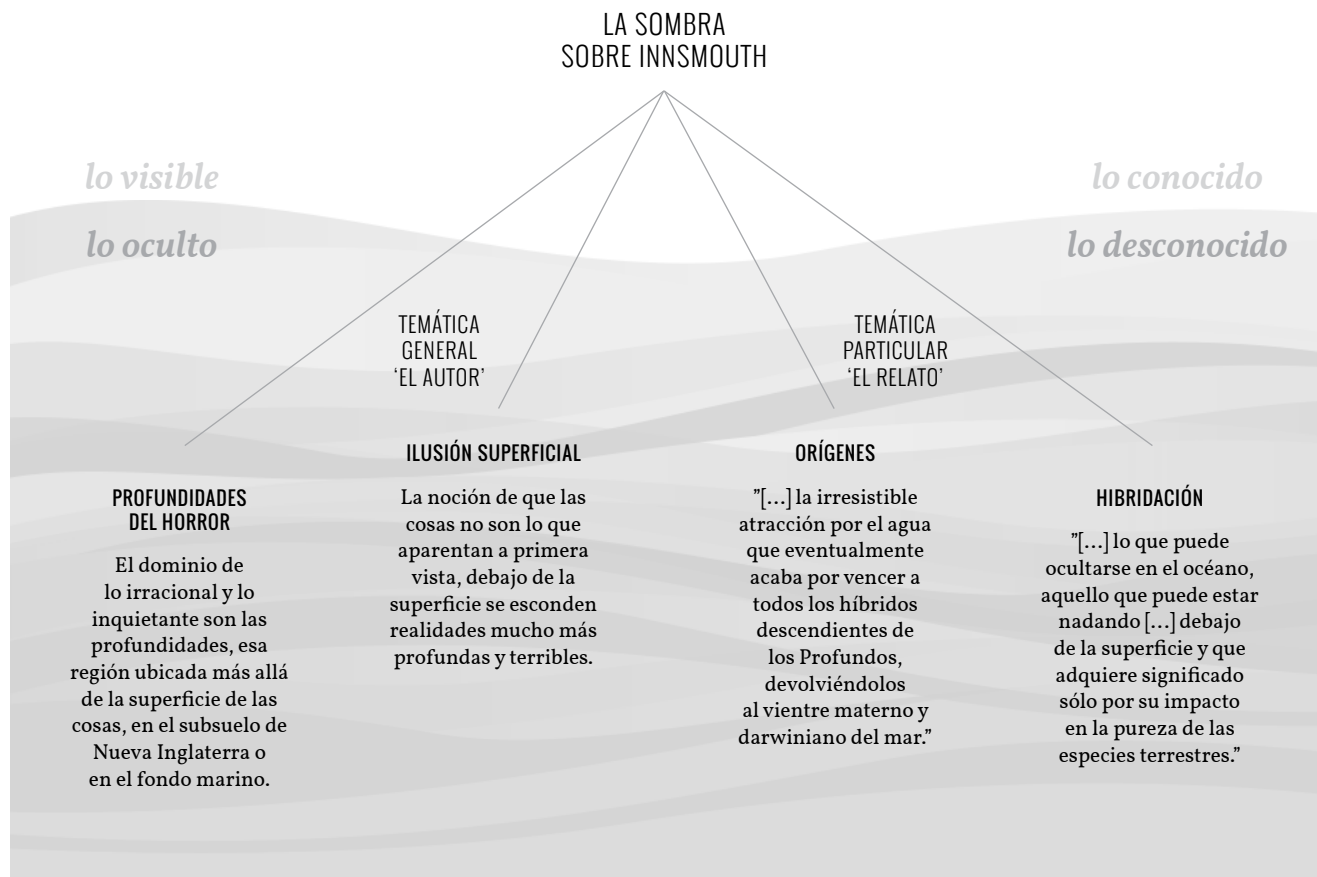 LA SOMBRA
SOBRE INNSMOUTH
lo visible
lo conocido
lo oculto
lo desconocido
TEMÁTICA
GENERAL
‘EL AUTOR’
TEMÁTICA
PARTICULAR
‘EL RELATO’
PROFUNDIDADES
DEL HORROR
El dominio de
lo irracional y lo
inquietante son las
profundidades, esa
región ubicada más allá
de la superficie de las
cosas, en el subsuelo de
Nueva Inglaterra o
en el fondo marino.
ILUSIÓN SUPERFICIAL
La noción de que las
cosas no son lo que
aparentan a primera
vista, debajo de la
superficie se esconden
realidades mucho más
profundas y terribles.
ORÍGENES
”[…] la irresistible
atracción por el agua
que eventualmente
acaba por vencer a
todos los híbridos
descendientes de
los Profundos,
devolviéndolos
al vientre materno y
darwiniano del mar.”
HIBRIDACIÓN
”[…] lo que puede
ocultarse en el océano,
aquello que puede estar
nadando […] debajo
de la superficie y que
adquiere significado
sólo por su impacto
en la pureza de las
especies terrestres.”